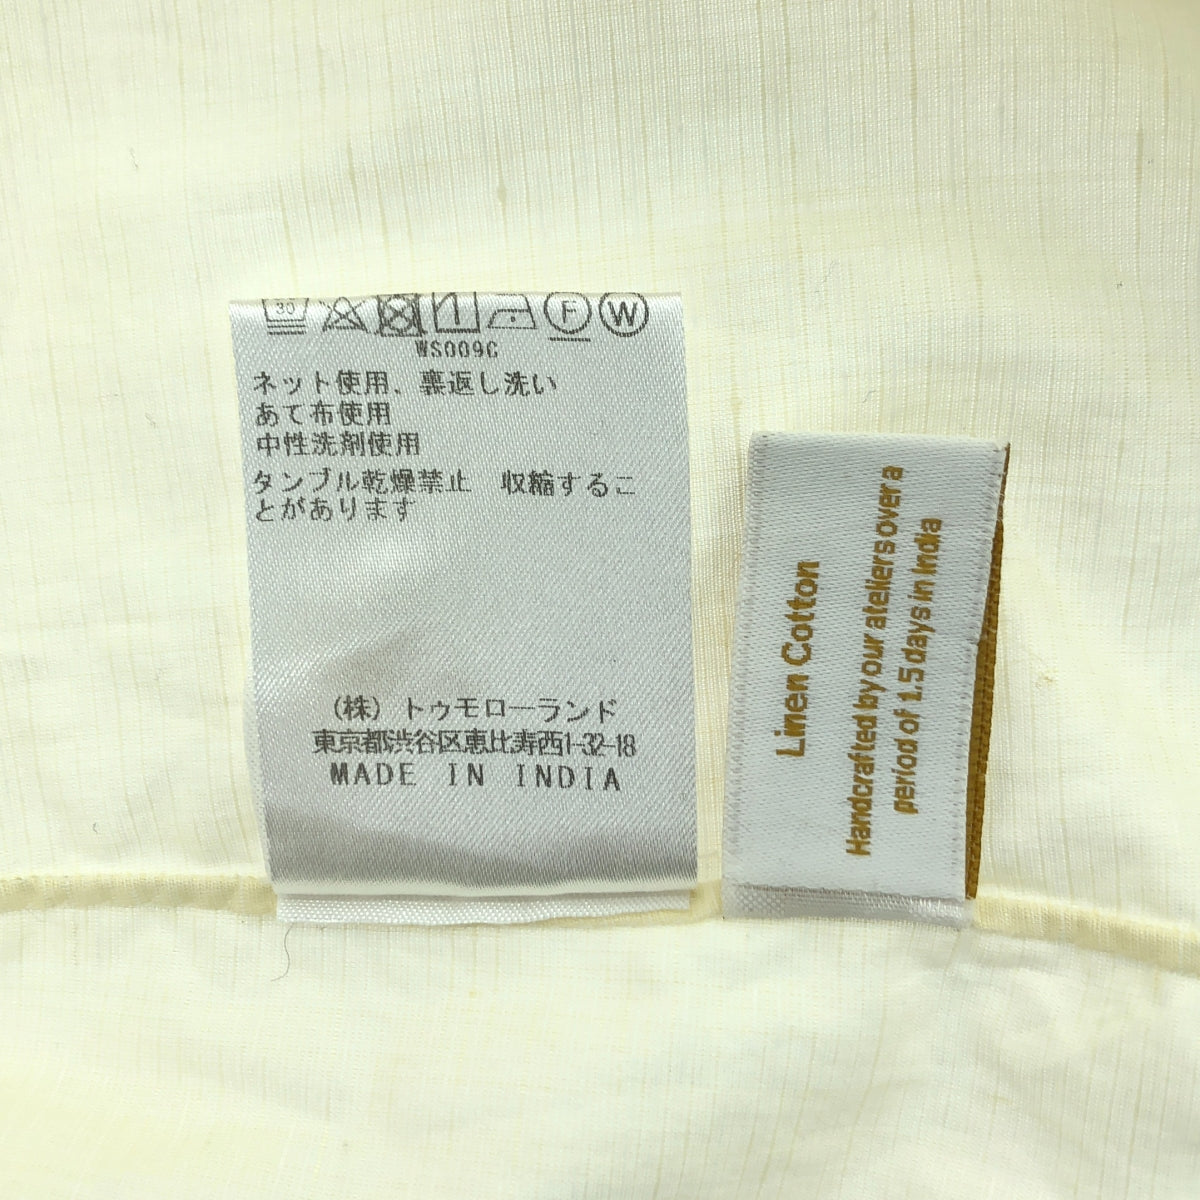 30
F W
WS009C
ネット使用、裏返し洗い
あて布使用
中性洗剤使用
タンブル乾燥禁止 収縮するこ
とがあります
(株)トゥモローランド
東京都渋谷区恵比寿西1-32-18
MADE IN INDIA
Linen Cotton
Handcrafted by our ateliers over a
period of 1.5 days in India